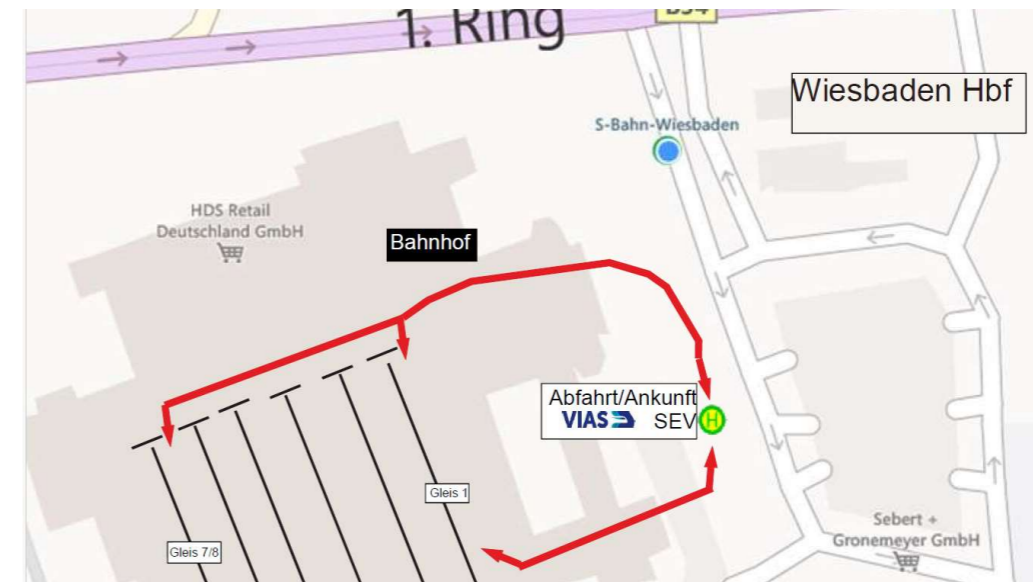 1. Ring
B54
Wiesbaden Hbf
S-Bahn-Wiesbaden
HDS Retail
Deutschland GmbH
Bahnhof
Abfahrt/Ankunft
VIAS SEV
H
Gleis 1
Gleis 7/8
Sebert +
Gronemeyer GmbH